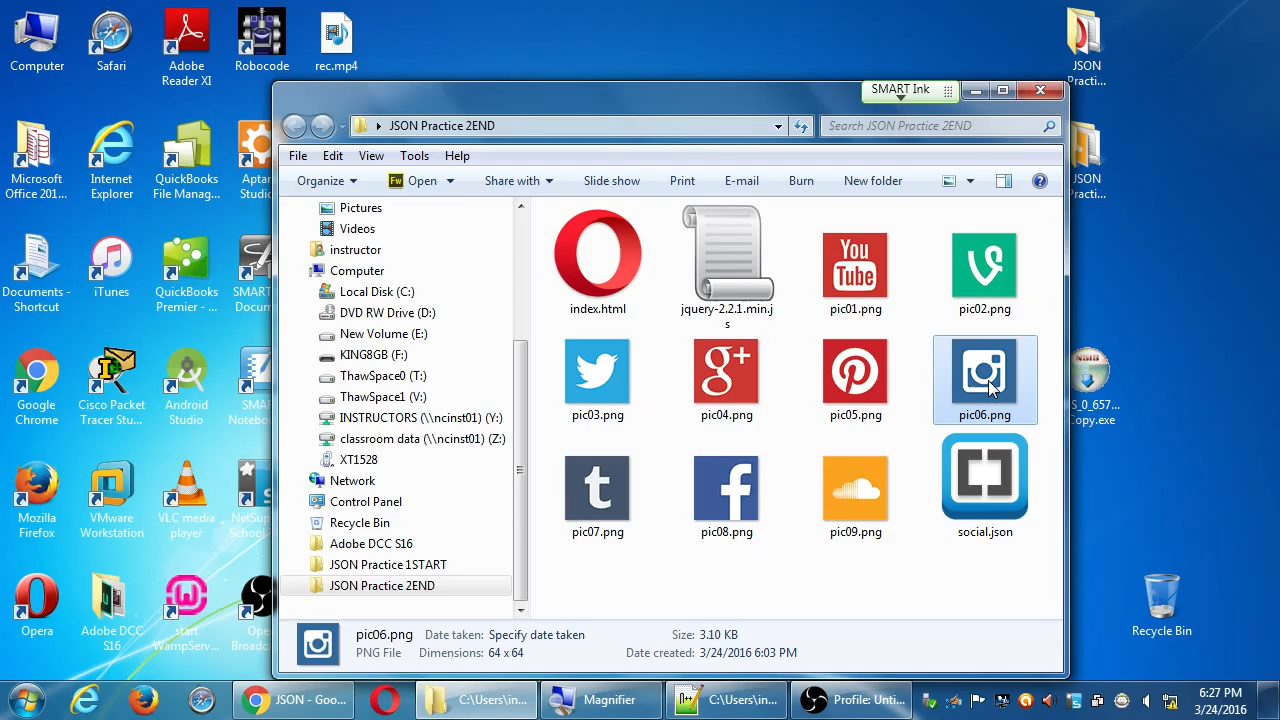 Computer
Safari
Adobe
Reader XI
Robocode
rec.mp4
JSON
Practi...
Microsoft
Office 201...
Internet
Explorer
QuickBooks
File Manag...
Aptan
Studio
JSON
Practi...
Documents -
Shortcut
iTunes
QuickBooks
Premier - ...
SMAR
Google
Chrome
Cisco Packet
Tracer Stu...
Android
Studio
SMA
Noteb
NSIS
S_0_657...
Copy.exe
Mozilla
Firefox
VMware
Workstation
VLC media
player
NetSup
School
Opera
Adobe DCC
S16
start
WampServ...
Ope
Broadc
Recycle Bin
SMART Ink
JSON Practice 2END
Search JSON Practice 2END
File Edit View Tools Help
Organize Fw Open Share with Slide show Print E-mail Burn New folder
Pictures
Videos
instructor
Computer
Local Disk (C:)
DVD RW Drive (D:)
New Volume (E:)
KING8GB (F:)
ThawSpace0 (T:)
ThawSpace1 (V:)
INSTRUCTORS (\\ncinst01) (Y:)
classroom data (\\ncinst01) (Z:)
XT1528
Network
Control Panel
Recycle Bin
Adobe DCC S16
JSON Practice 1START
JSON Practice 2END
index.html
jquery-2.2.1.min.j
s
You
Tube
pic01.png
pic02.png
pic03.png
g+
pic04.png
pic05.png
pic06.png
t
pic07.png
f
pic08.png
pic09.png
social.json
pic06.png Date taken: Specify date taken Size: 3.10 KB
PNG File Dimensions: 64 x 64 Date created: 3/24/2016 6:03 PM
JSON - Goo...
C:\Users\in...
Magnifier
C:\Users\in...
Profile: Unti...
6:27 PM
3/24/2016